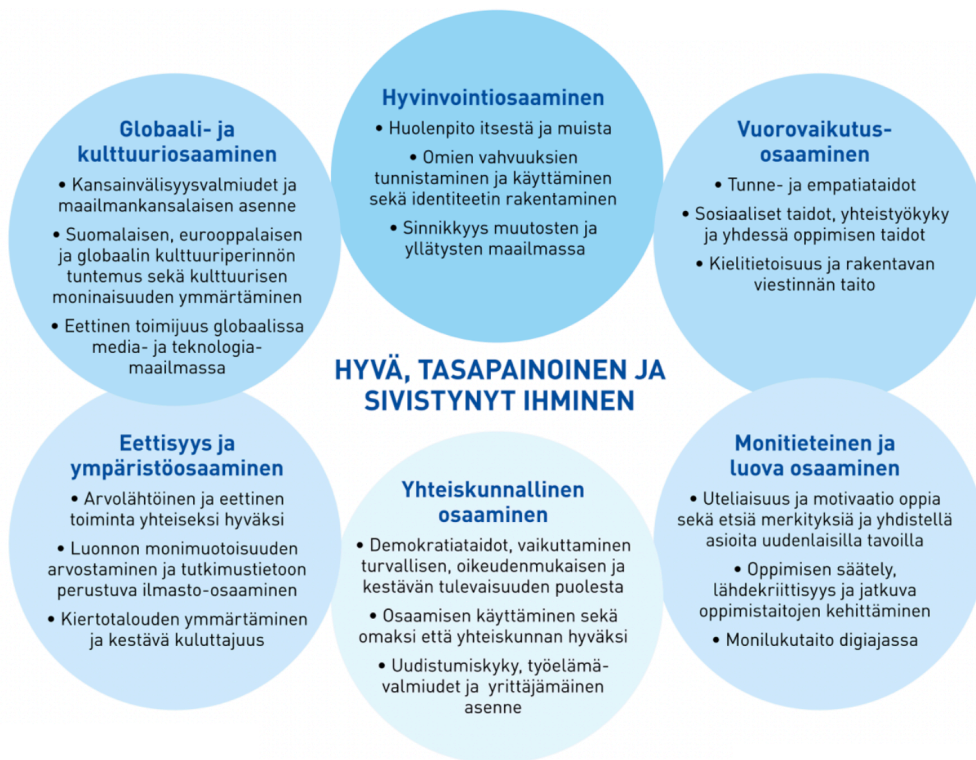 Hyvinvointiosaaminen
• Huolenpito itsestä ja muista
• Omien vahvuuksien
tunnistaminen ja käyttäminen
sekä identiteetin rakentaminen
• Sinnikkyys muutosten ja
yllätysten maailmassa
Globaali- ja
kulttuuriosaaminen
• Kansainvälisyysvalmiudet ja
maailmankansalaisen asenne
• Suomalaisen, eurooppalaisen
ja globaalin kulttuuriperinnön
tuntemus sekä kulttuurisen
moninaisuuden ymmärtäminen
• Eettinen toimijuus globaalissa
media- ja teknologia-
maailmassa
Vuorovaikutus-
osaaminen
• Tunne- ja empatiataidot
• Sosiaaliset taidot, yhteistyökyky
ja yhdessä oppimisen taidot
• Kielitietoisuus ja rakentavan
viestinnän taito
HYVÄ, TASAPAINOINEN JA
SIVISTYNYT IHMINEN
Eettisyys ja
ympäristöosaaminen
• Arvolähtöinen ja eettinen
toiminta yhteiseksi hyväksi
• Luonnon monimuotoisuuden
arvostaminen ja tutkimustietoon
perustuva ilmasto-osaaminen
• Kiertotalouden ymmärtäminen
ja kestävä kuluttajuus
Yhteiskunnallinen
osaaminen
• Demokratiataidot, vaikuttaminen
turvallisen, oikeudenmukaisen ja
kestävän tulevaisuuden puolesta
• Osaamisen käyttäminen sekä
omaksi että yhteiskunnan hyväksi
• Uudistumiskyky, työelämä-
valmiudet ja yrittäjämäinen
asenne
Monitieteinen ja
luova osaaminen
• Uteliaisuus ja motivaatio oppia
sekä etsiä merkityksiä ja yhdistellä
asioita uudenlaisilla tavoilla
• Oppimisen säätely,
lähdekriittisyys ja jatkuva
oppimistaitojen kehittäminen
• Monilukutaito digiajassa